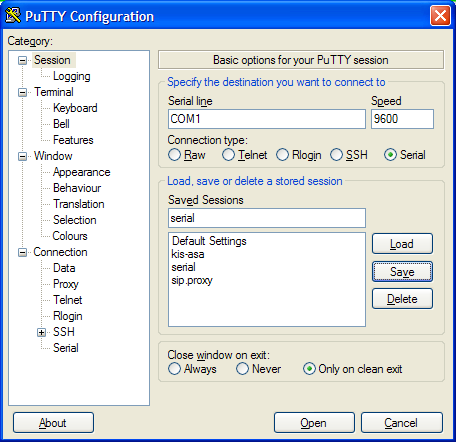 PuTTY Configuration
Category:
Session
Logging
Terminal
Keyboard
Bell
Features
Window
Appearance
Behaviour
Translation
Selection
Colours
Connection
Data
Proxy
Telnet
Rlogin
SSH
Serial
Basic options for your PuTTY session
Specify the destination you want to connect to
Serial line Speed
COM1 9600
Connection type:
Raw Telnet Rlogin SSH Serial
Load, save or delete a stored session
Saved Sessions
serial
Default Settings
kis-asa
serial
sip.proxy
Load
Save
Delete
Close window on exit:
Always Never Only on clean exit
About Open Cancel